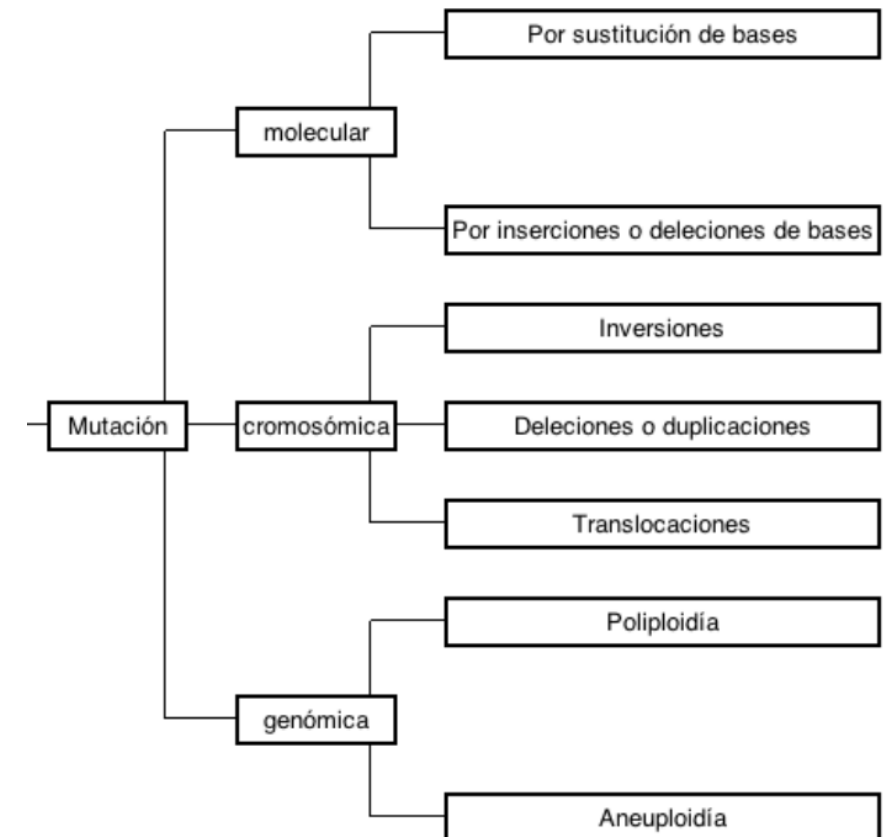 Por sustitución de bases
molecular
Por inserciones o deleciones de bases
Inversiones
Mutación
cromosómica
Deleciones o duplicaciones
Translocaciones
Poliploidía
genómica
Aneuploidía